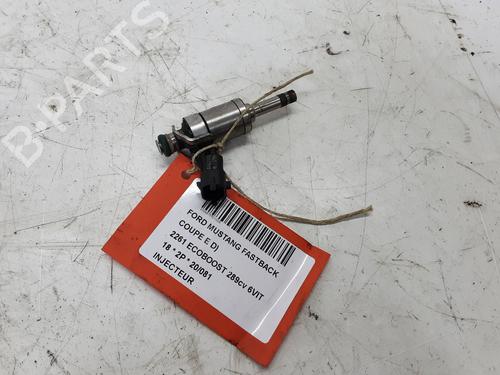 B-PARTS
FORD MUSTANG FASTBACK
COUPE E D)
2261 ECOBOOST 289cv 6VIT
18 * 2P * 20/081
INJECTEUR